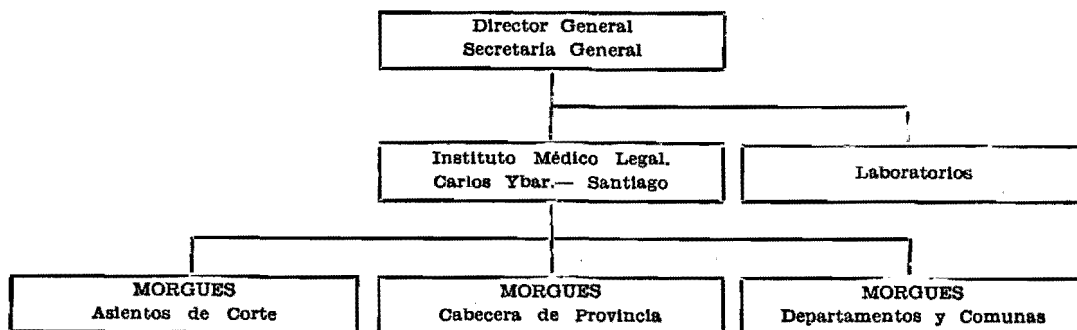 Director General
Secretaría General
Instituto Médico Legal.
Carlos Ybar.— Santiago
Laboratorios
MORGUES
Asientos de Corte
MORGUES
Cabecera de Provincia
MORGUES
Departamentos y Comunas